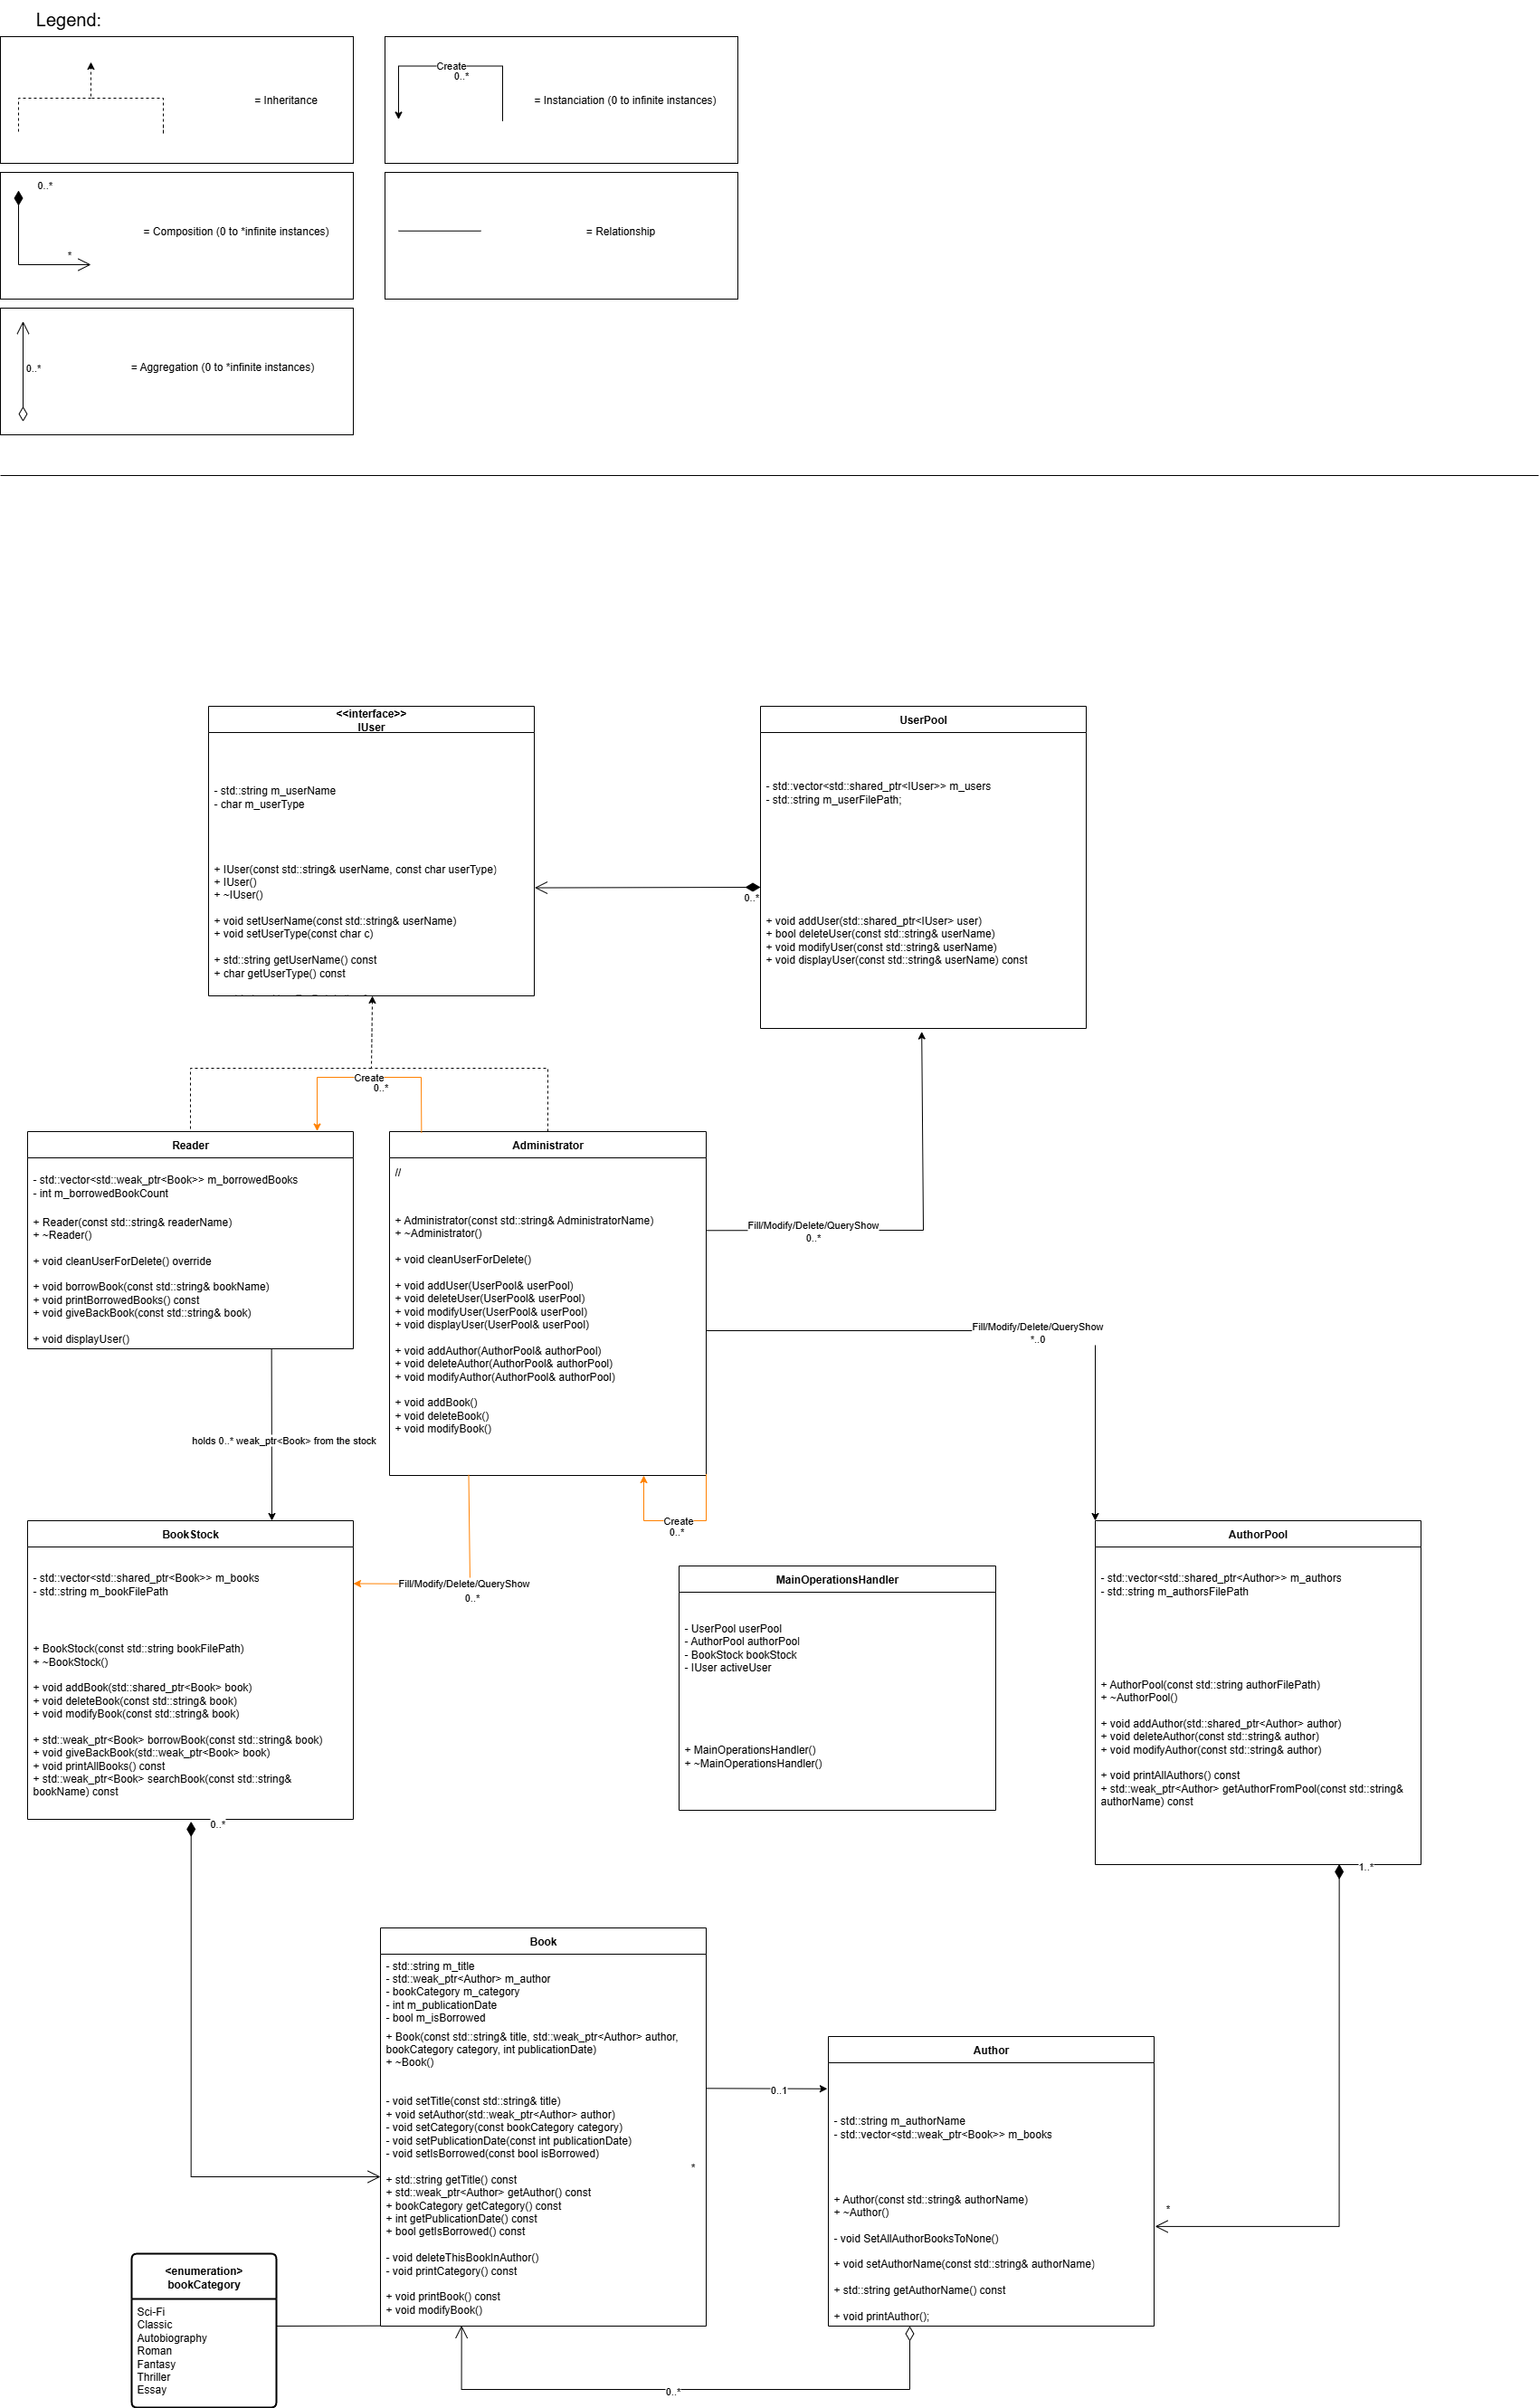 Legend:
= Inheritance
Create
0..*
= Instanciation (0 to infinite instances)
0..*
*
= Composition (0 to *infinite instances)
= Relationship
0..*
= Aggregation (0 to *infinite instances)
<<interface>>
IUser
- std::string m_userName
- char m_userType
+ IUser(const std::string& userName, const char userType)
+ IUser()
+ ~IUser()
+ void setUserName(const std::string& userName)
+ void setUserType(const char c)
+ std::string getUserName() const
+ char getUserType() const
UserPool
- std::vector<std::shared_ptr<IUser>> m_users
- std::string m_userFilePath;
+ void addUser(std::shared_ptr<IUser> user)
+ bool deleteUser(const std::string& userName)
+ void modifyUser(const std::string& userName)
+ void displayUser(const std::string& userName) const
0..*
Create
0..*
Reader
- std::vector<std::weak_ptr<Book>> m_borrowedBooks
- int m_borrowedBookCount
+ Reader(const std::string& readerName)
+ ~Reader()
+ void cleanUserForDelete() override
+ void borrowBook(const std::string& bookName)
+ void printBorrowedBooks() const
+ void giveBackBook(const std::string& book)
+ void displayUser()
Administrator
//
+ Administrator(const std::string& AdministratorName)
+ ~Administrator()
+ void cleanUserForDelete()
+ void addUser(UserPool& userPool)
+ void deleteUser(UserPool& userPool)
+ void modifyUser(UserPool& userPool)
+ void displayUser(UserPool& userPool)
+ void addAuthor(AuthorPool& authorPool)
+ void deleteAuthor(AuthorPool& authorPool)
+ void modifyAuthor(AuthorPool& authorPool)
+ void addBook()
+ void deleteBook()
+ void modifyBook()
Fill/Modify/Delete/QueryShow
0..*
Fill/Modify/Delete/QueryShow
*..0
holds 0..* weak_ptr<Book> from the stock
Create
0..*
Fill/Modify/Delete/QueryShow
0..*
BookStock
- std::vector<std::shared_ptr<Book>> m_books
- std::string m_bookFilePath
+ BookStock(const std::string bookFilePath)
+ ~BookStock()
+ void addBook(std::shared_ptr<Book> book)
+ void deleteBook(const std::string& book)
+ void modifyBook(const std::string& book)
+ std::weak_ptr<Book> borrowBook(const std::string& book)
+ void giveBackBook(std::weak_ptr<Book> book)
+ void printAllBooks() const
+ std::weak_ptr<Book> searchBook(const std::string&
bookName) const
0..*
MainOperationsHandler
- UserPool userPool
- AuthorPool authorPool
- BookStock bookStock
- IUser activeUser
+ MainOperationsHandler()
+ ~MainOperationsHandler()
AuthorPool
- std::vector<std::shared_ptr<Author>> m_authors
- std::string m_authorsFilePath
+ AuthorPool(const std::string authorFilePath)
+ ~AuthorPool()
+ void addAuthor(std::shared_ptr<Author> author)
+ void deleteAuthor(const std::string& author)
+ void modifyAuthor(const std::string& author)
+ void printAllAuthors() const
+ std::weak_ptr<Author> getAuthorFromPool(const std::string&
authorName) const
1..*
Book
- std::string m_title
- std::weak_ptr<Author> m_author
- bookCategory m_category
- int m_publicationDate
- bool m_isBorrowed
+ Book(const std::string& title, std::weak_ptr<Author> author,
bookCategory category, int publicationDate)
+ ~Book()
- void setTitle(const std::string& title)
+ void setAuthor(std::weak_ptr<Author> author)
- void setCategory(const bookCategory category)
- void setPublicationDate(const int publicationDate)
- void setIsBorrowed(const bool isBorrowed)
*
+ std::string getTitle() const
+ std::weak_ptr<Author> getAuthor() const
+ bookCategory getCategory() const
+ int getPublicationDate() const
+ bool getIsBorrowed() const
- void deleteThisBookInAuthor()
- void printCategory() const
+ void printBook() const
+ void modifyBook()
0..1
Author
- std::string m_authorName
- std::vector<std::weak_ptr<Book>> m_books
+ Author(const std::string& authorName)
+ ~Author()
- void SetAllAuthorBooksToNone()
+ void setAuthorName(const std::string& authorName)
+ std::string getAuthorName() const
+ void printAuthor();
*
<enumeration>
bookCategory
Sci-Fi
Classic
Autobiography
Roman
Fantasy
Thriller
Essay
0..*